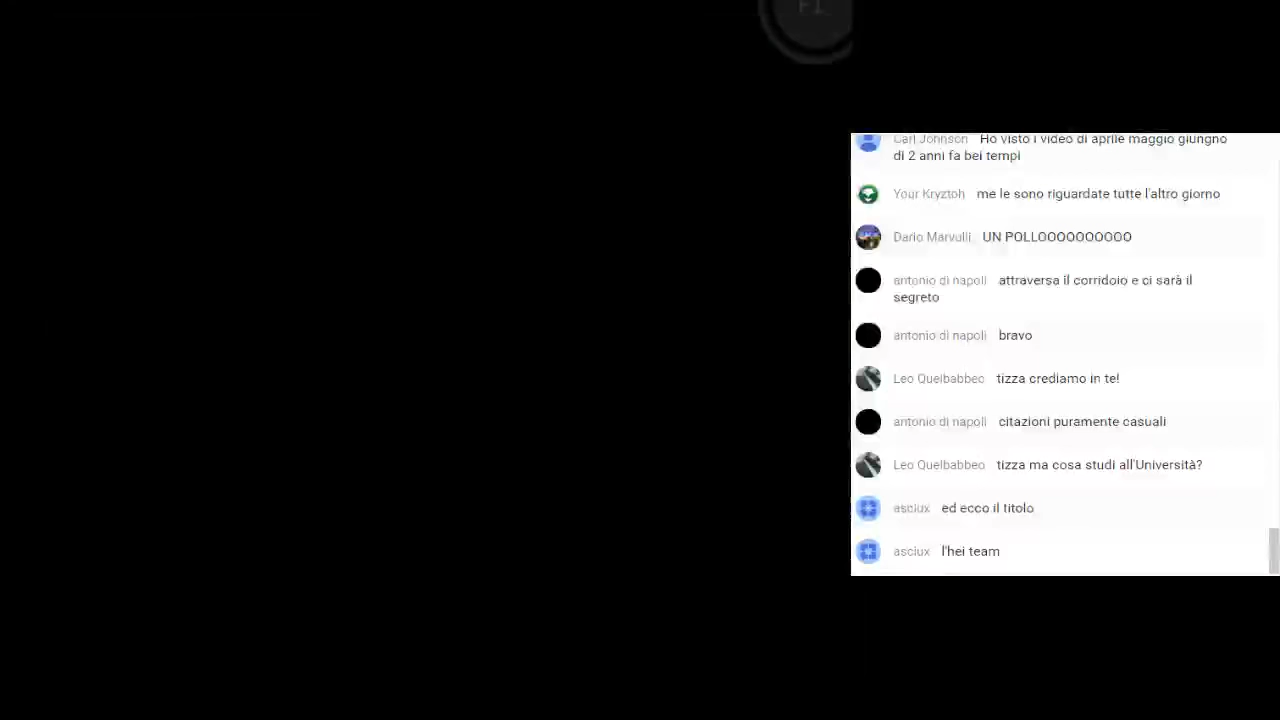 F1
Carl Johnson Ho visto i video di aprile maggio giungno
di 2 anni fa bei tempi
Your Kryztoh me le sono riguardate tutte l'altro giorno
Dario Marvulli UN POLLOOOOOOOOOO
antonio di napoli attraversa il corridoio e ci sarà il
segreto
antonio di napoli bravo
Leo Quelbabbeo tizza crediamo in te!
antonio di napoli citazioni puramente casuali
Leo Quelbabbeo tizza ma cosa studi all'Università?
asciux ed ecco il titolo
asciux l'hei team